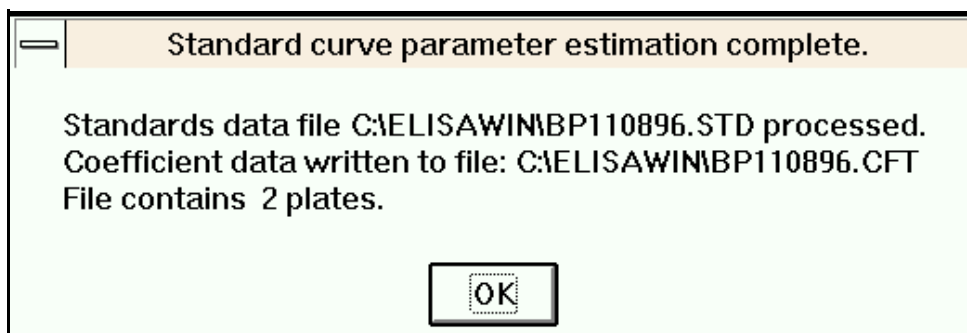 Standard curve parameter estimation complete.
Standards data file C:\ELISAWIN\BP110896.STD processed.
Coefficient data written to file: C:\ELISAWIN\BP110896.CFT
File contains  2 plates.
OK